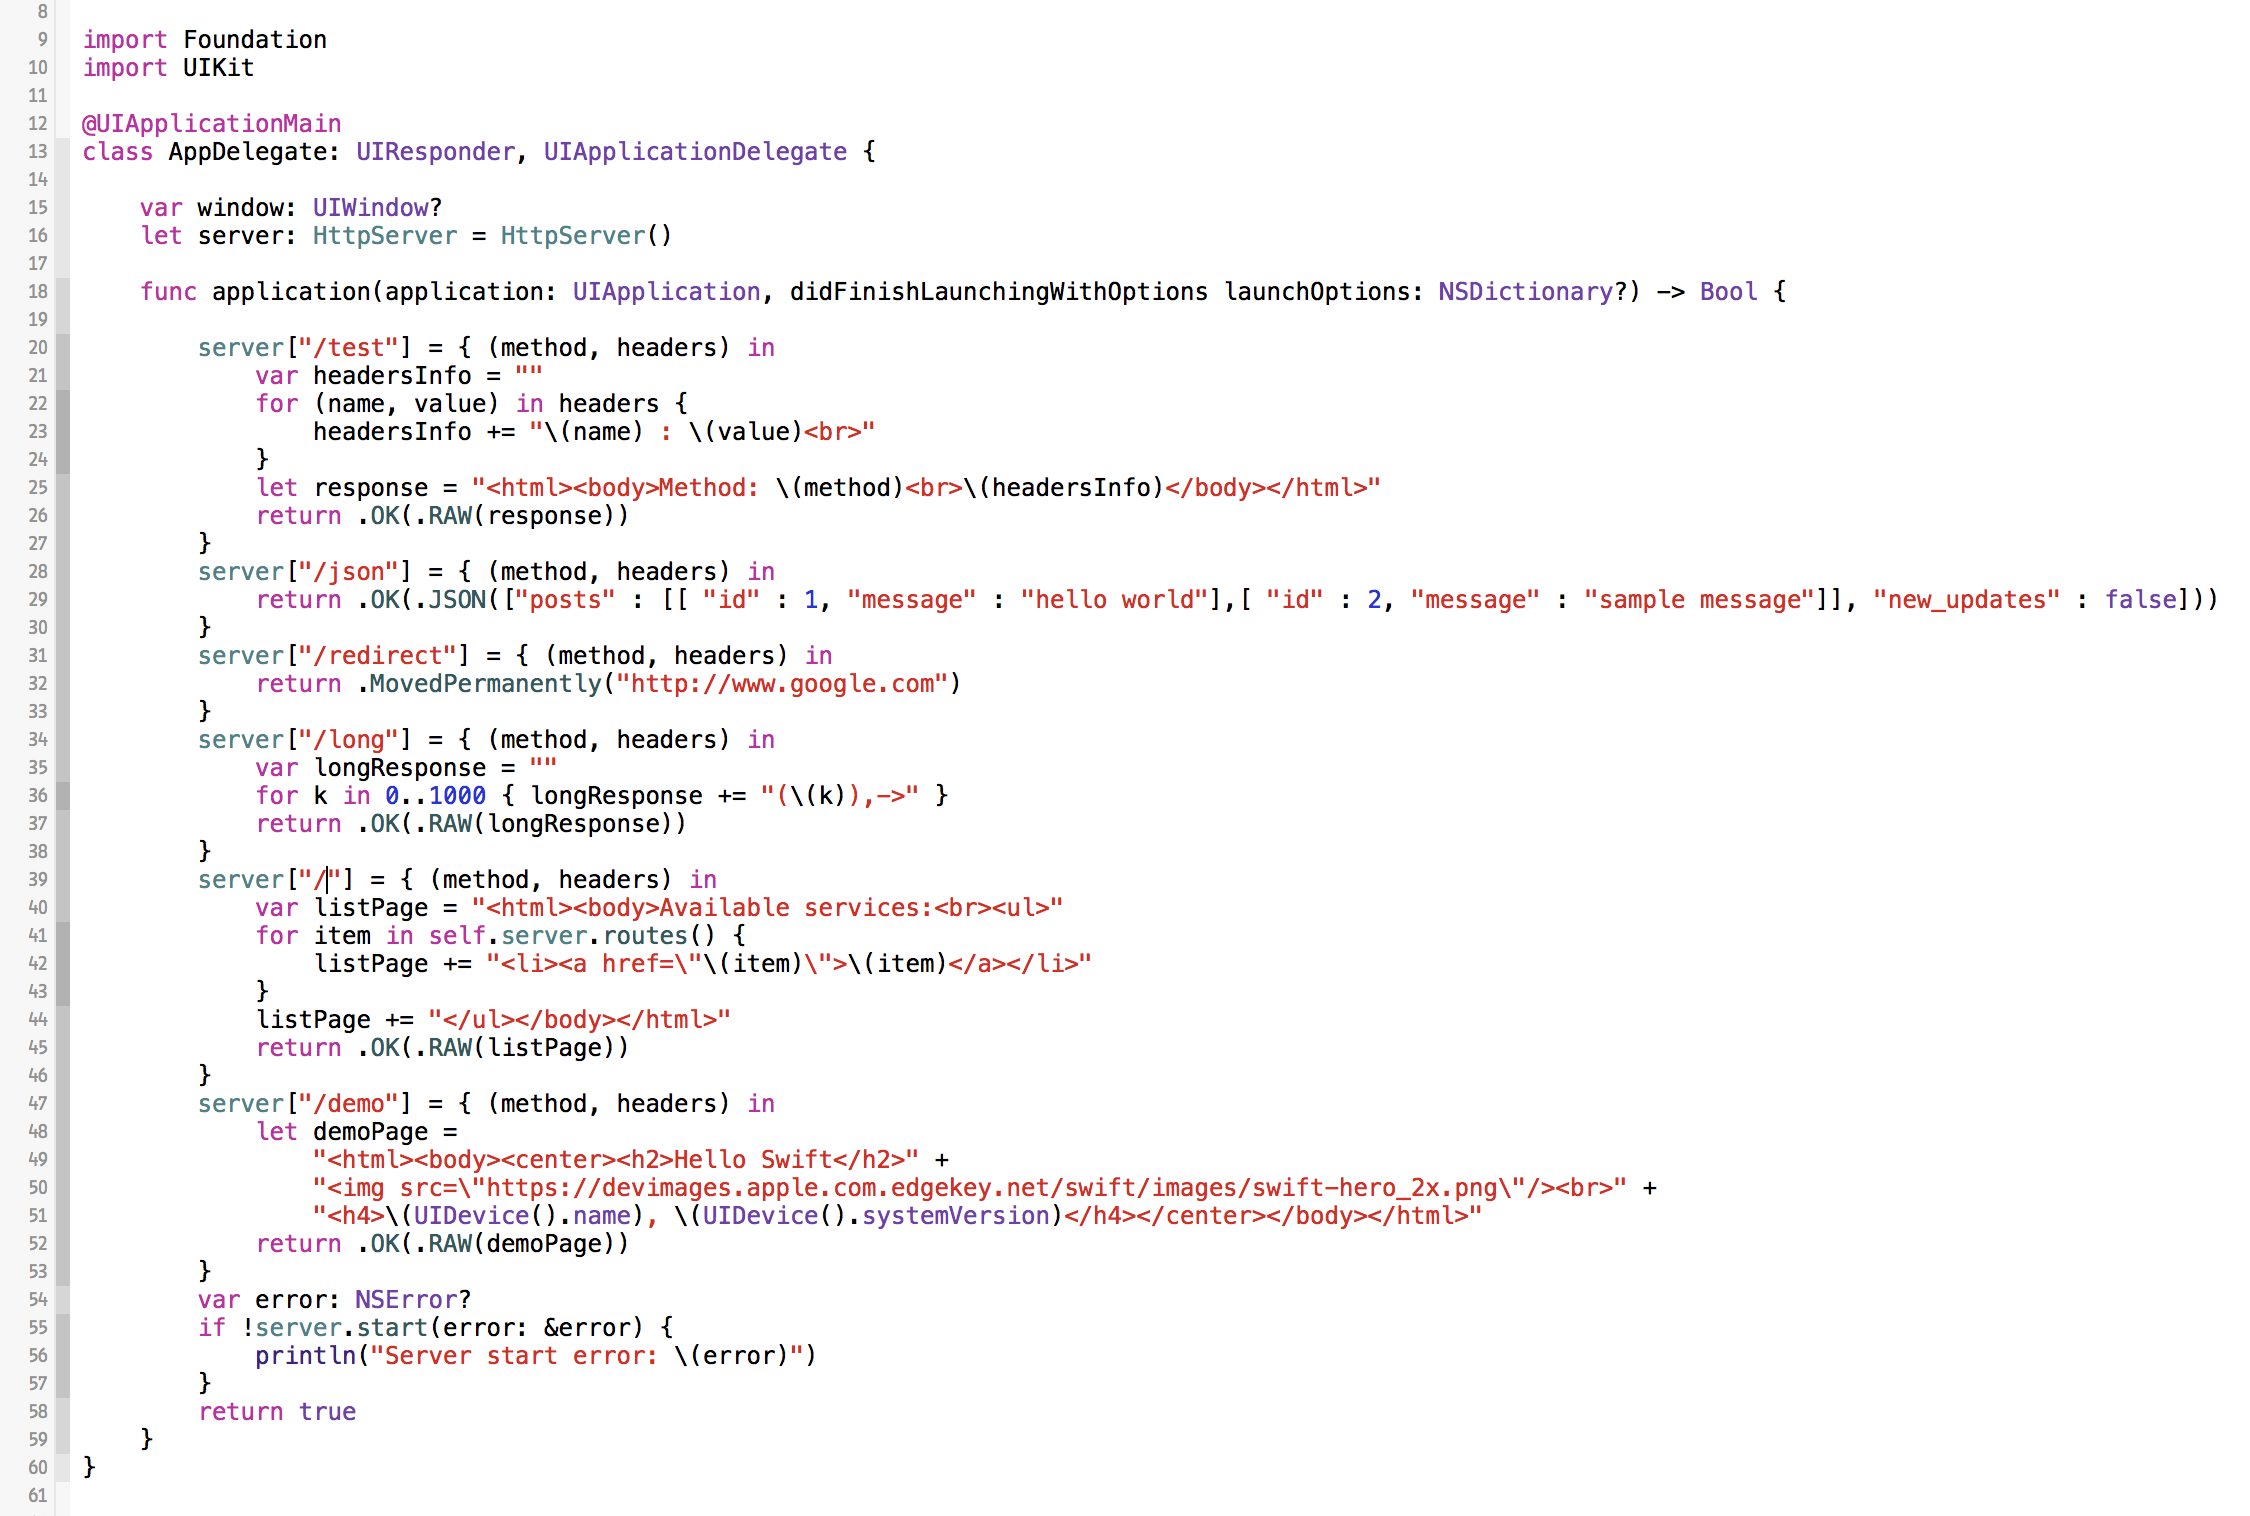 8
9 import Foundation
10 import UIKit
11
12 @UIApplicationMain
13 class AppDelegate: UIResponder, UIApplicationDelegate {
14
15     var window: UIWindow?
16     let server: HttpServer = HttpServer()
17
18     func application(application: UIApplication, didFinishLaunchingWithOptions launchOptions: NSDictionary?) -> Bool {
19
20         server["/test"] = { (method, headers) in
21             var headersInfo = ""
22             for (name, value) in headers {
23                 headersInfo += "\(name) : \(value)<br>"
24             }
25             let response = "<html><body>Method: \(method)<br>\(headersInfo)</body></html>"
26             return .OK(.RAW(response))
27         }
28         server["/json"] = { (method, headers) in
29             return .OK(.JSON(["posts" : [[ "id" : 1, "message" : "hello world"],[ "id" : 2, "message" : "sample message"]], "new_updates" : false]))
30         }
31         server["/redirect"] = { (method, headers) in
32             return .MovedPermanently("http://www.google.com")
33         }
34         server["/long"] = { (method, headers) in
35             var longResponse = ""
36             for k in 0..1000 { longResponse += "(\(k)),->" }
37             return .OK(.RAW(longResponse))
38         }
39         server["/"] = { (method, headers) in
40             var listPage = "<html><body>Available services:<br><ul>"
41             for item in self.server.routes() {
42                 listPage += "<li><a href=\"\(item)\">\(item)</a></li>"
43             }
44             listPage += "</ul></body></html>"
45             return .OK(.RAW(listPage))
46         }
47         server["/demo"] = { (method, headers) in
48             let demoPage =
49                 "<html><body><center><h2>Hello Swift</h2>" +
50                 "<img src=\"https://devimages.apple.com.edgekey.net/swift/images/swift-hero_2x.png\"/><br>" +
51                 "<h4>\(UIDevice().name), \(UIDevice().systemVersion)</h4></center></body></html>"
52             return .OK(.RAW(demoPage))
53         }
54         var error: NSError?
55         if !server.start(error: &error) {
56             println("Server start error: \(error)")
57         }
58         return true
59     }
60 }
61